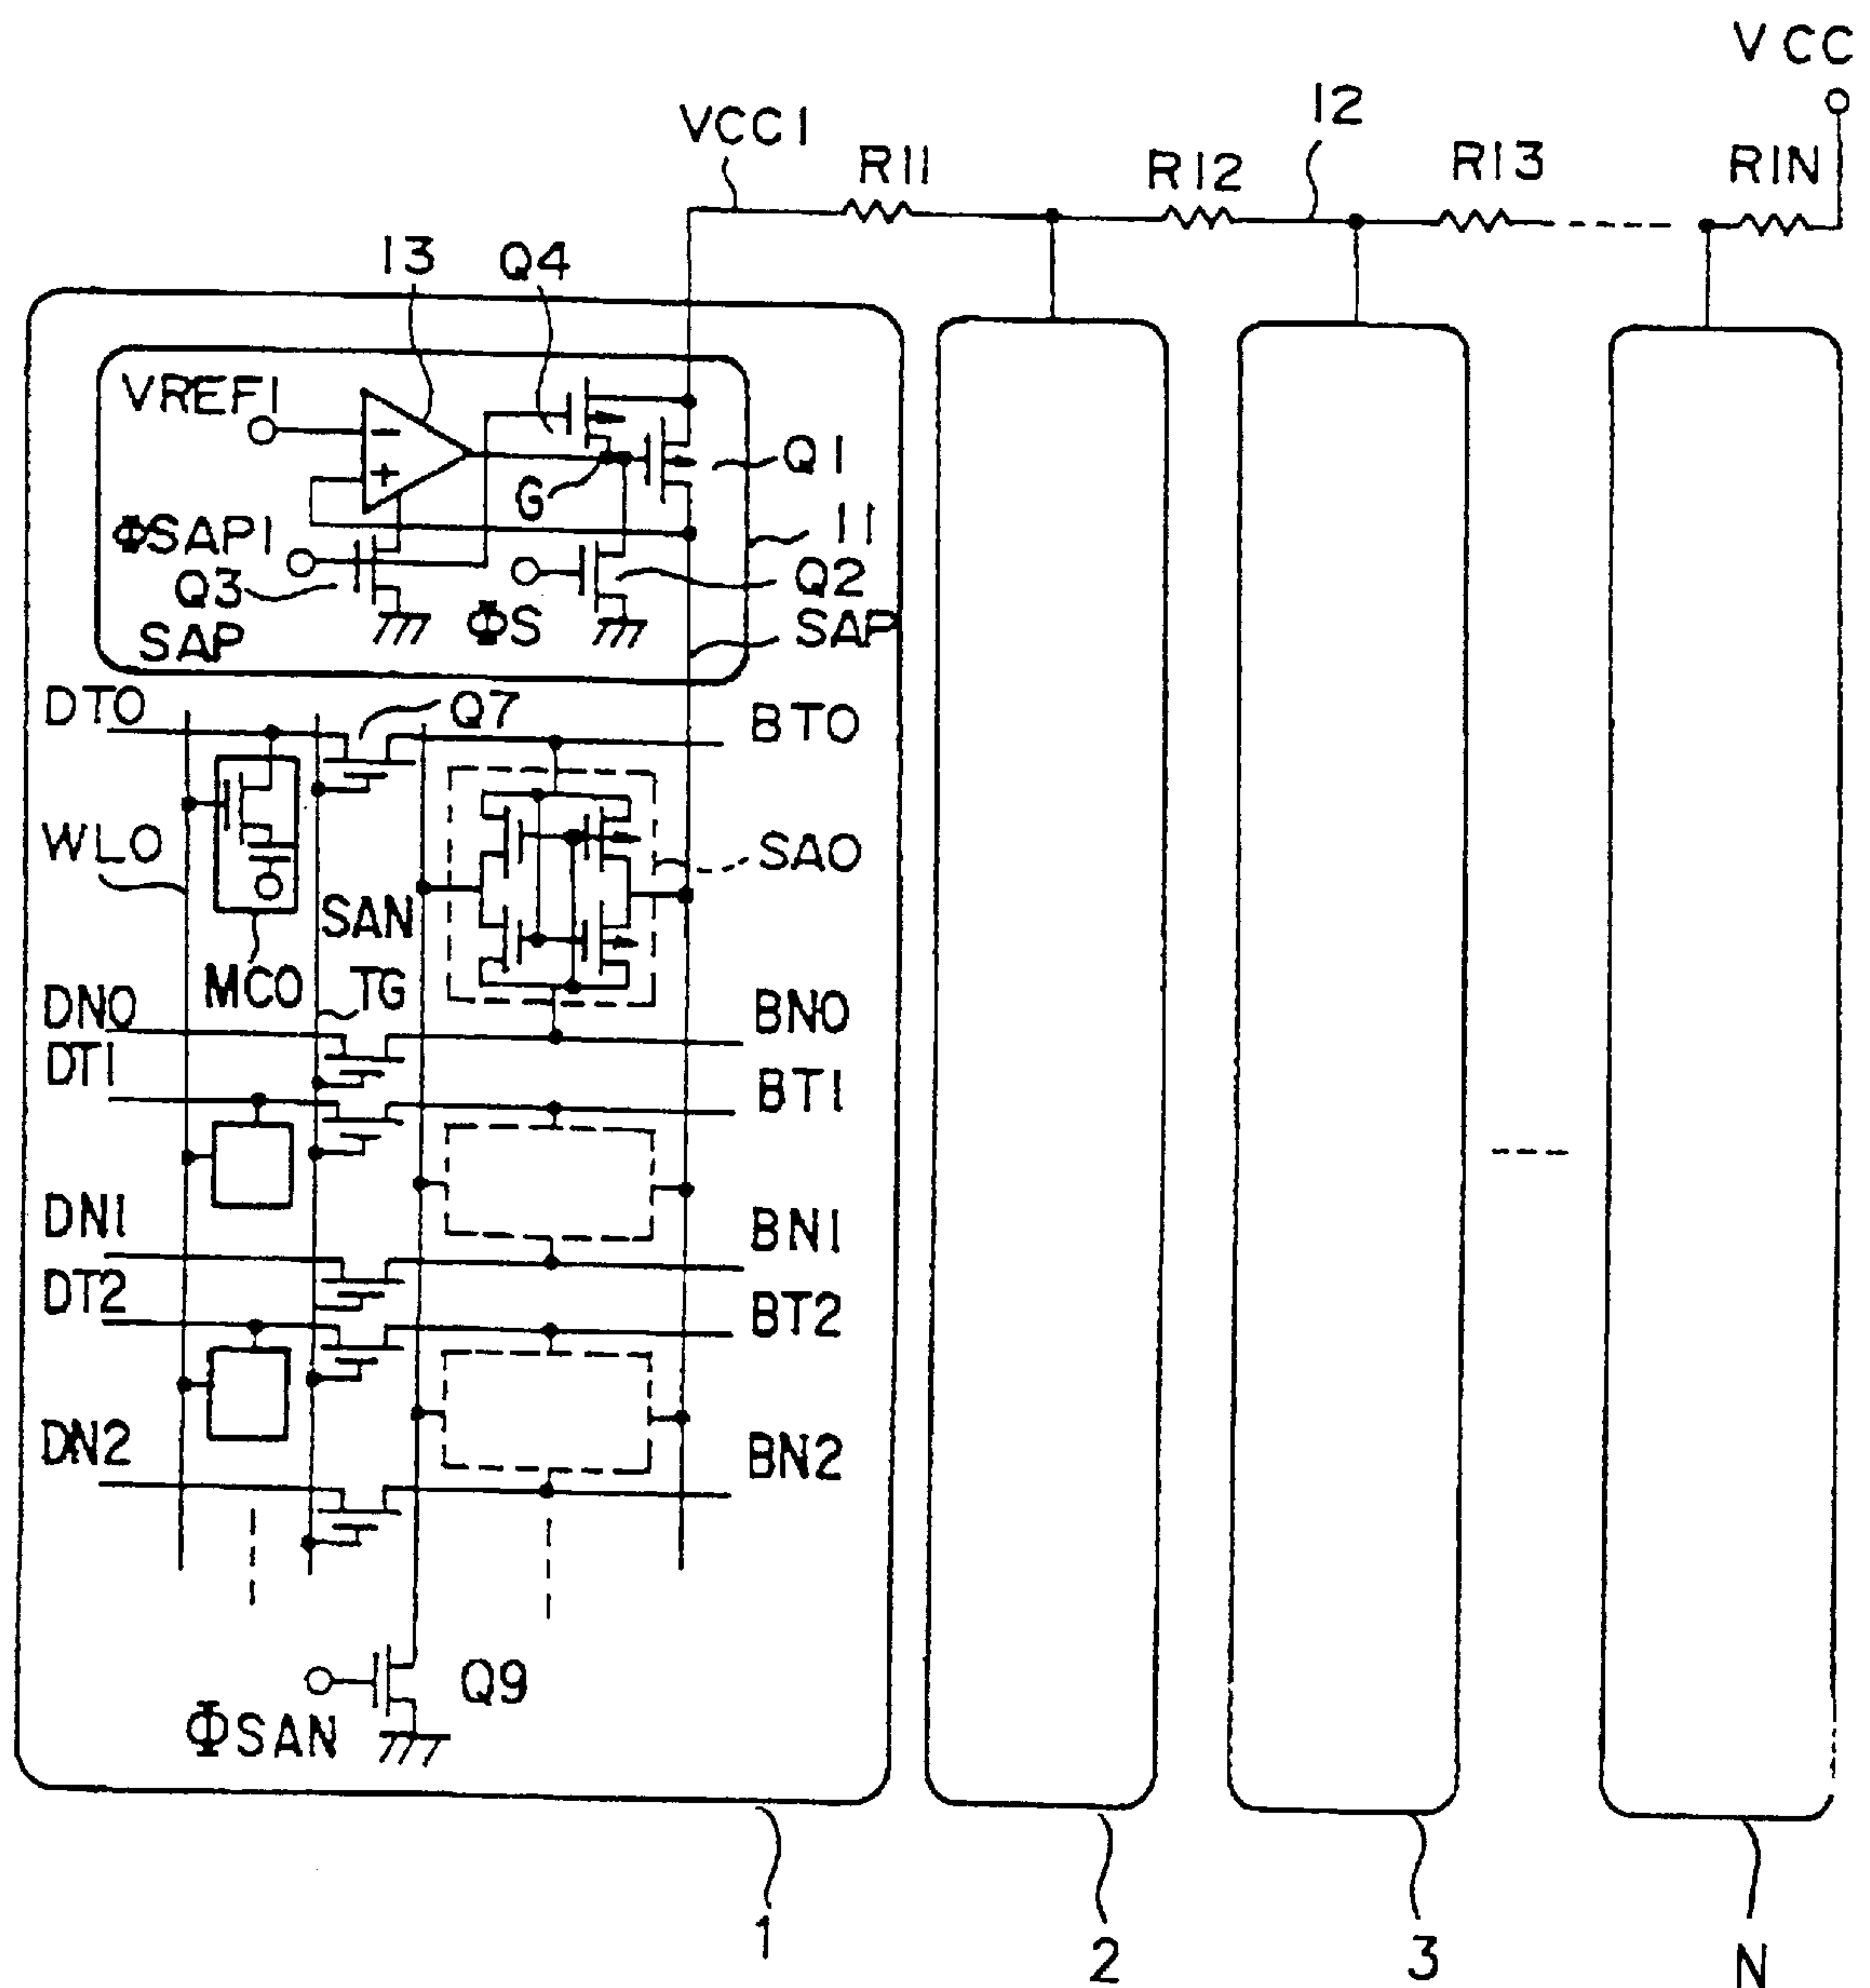 VCC
VCC1
R11
R12
12
R13
R1N
13
Q4
VREF1
−
+
G
Q1
11
ΦSAP1
Q3
ΦS
Q2
SAP
SAP
DT0
Q7
BT0
WL0
SA0
SAN
MC0
TG
DN0
BN0
DT1
BT1
DN1
BN1
DT2
BT2
DN2
BN2
Q9
ΦSAN
1
2
3
N